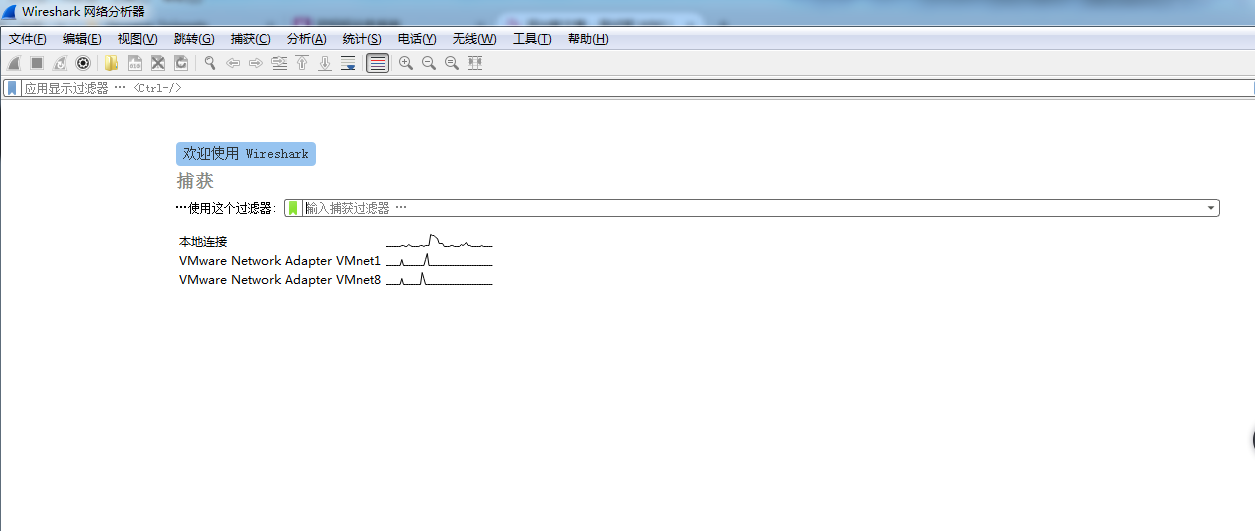 Wireshark 网络分析器
文件(F) 编辑(E) 视图(V) 跳转(G) 捕获(C) 分析(A) 统计(S) 电话(Y) 无线(W) 工具(T) 帮助(H)
应用显示过滤器 … <Ctrl-/>
欢迎使用 Wireshark
捕获
…使用这个过滤器: 输入捕获过滤器 …
本地连接
VMware Network Adapter VMnet1
VMware Network Adapter VMnet8